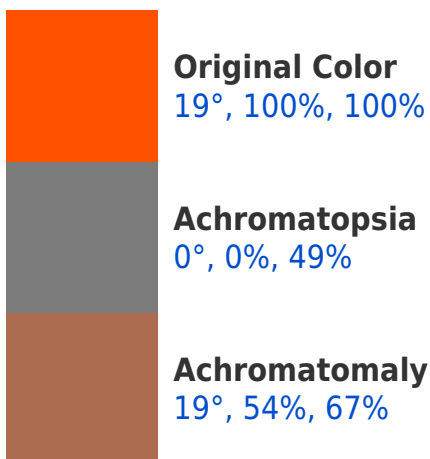 Original Color
19°, 100%, 100%
Achromatopsia
0°, 0%, 49%
Achromatomaly
19°, 54%, 67%